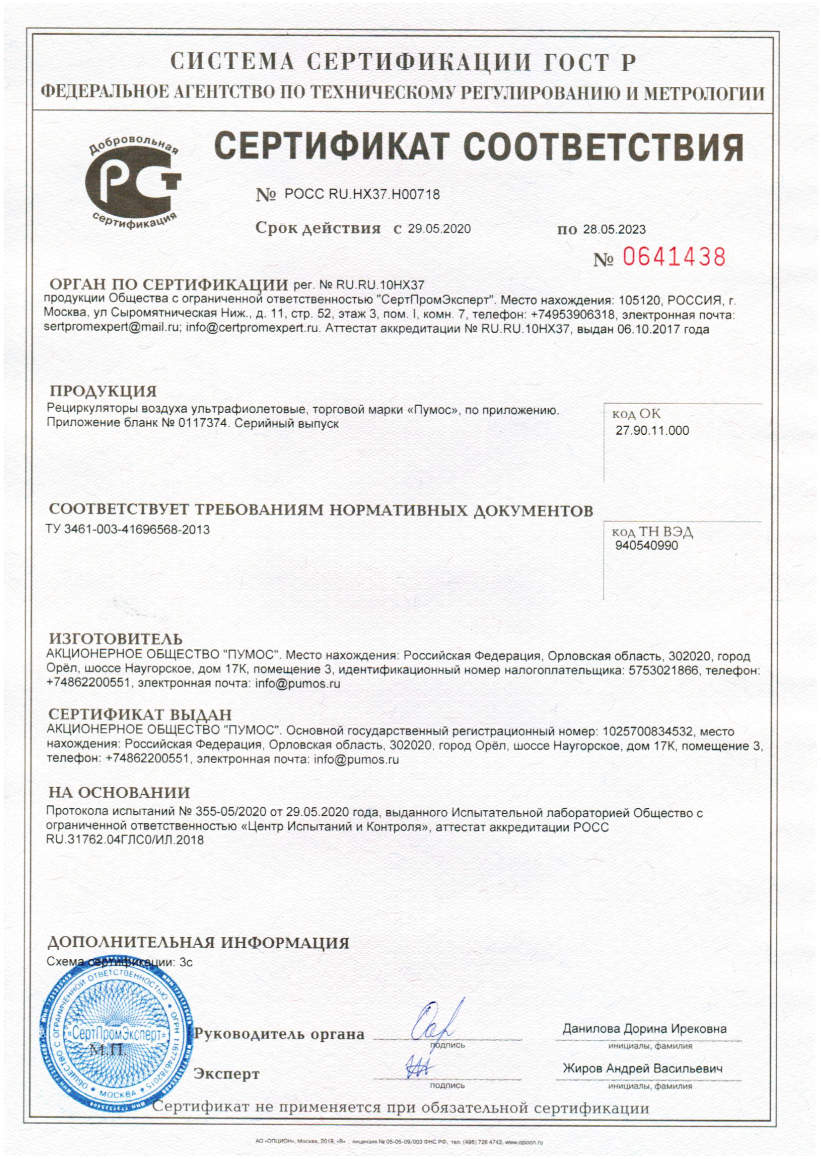 СИСТЕМА СЕРТИФИКАЦИИ ГОСТ Р
ФЕДЕРАЛЬНОЕ АГЕНТСТВО ПО ТЕХНИЧЕСКОМУ РЕГУЛИРОВАНИЮ И МЕТРОЛОГИИ
Добровольная
РСТ
сертификация
СЕРТИФИКАТ СООТВЕТСТВИЯ
№ РОСС RU.НХ37.Н00718
Срок действия с 29.05.2020 по 28.05.2023
№ 0641438
ОРГАН ПО СЕРТИФИКАЦИИ рег. № RU.RU.10НХ37
продукции Общества с ограниченной ответственностью "СертПромЭксперт". Место нахождения: 105120, РОССИЯ, г.
Москва, ул Сыромятническая Ниж., д. 11, стр. 52, этаж 3, пом. I, комн. 7, телефон: +74953906318, электронная почта:
sertpromexpert@mail.ru; info@certpromexpert.ru. Аттестат аккредитации № RU.RU.10НХ37, выдан 06.10.2017 года
ПРОДУКЦИЯ
Рециркуляторы воздуха ультрафиолетовые, торговой марки «Пумос», по приложению.
Приложение бланк № 0117374. Серийный выпуск
код ОК
27.90.11.000
СООТВЕТСТВУЕТ ТРЕБОВАНИЯМ НОРМАТИВНЫХ ДОКУМЕНТОВ
ТУ 3461-003-41696568-2013
код ТН ВЭД
940540990
ИЗГОТОВИТЕЛЬ
АКЦИОНЕРНОЕ ОБЩЕСТВО "ПУМОС". Место нахождения: Российская Федерация, Орловская область, 302020, город
Орёл, шоссе Наугорское, дом 17К, помещение 3, идентификационный номер налогоплательщика: 5753021866, телефон:
+74862200551, электронная почта: info@pumos.ru
СЕРТИФИКАТ ВЫДАН
АКЦИОНЕРНОЕ ОБЩЕСТВО "ПУМОС". Основной государственный регистрационный номер: 1025700834532, место
нахождения: Российская Федерация, Орловская область, 302020, город Орёл, шоссе Наугорское, дом 17К, помещение 3,
телефон: +74862200551, электронная почта: info@pumos.ru
НА ОСНОВАНИИ
Протокола испытаний № 355-05/2020 от 29.05.2020 года, выданного Испытательной лабораторией Общество с
ограниченной ответственностью «Центр Испытаний и Контроля», аттестат аккредитации РОСС
RU.31762.04ГЛС0/ИЛ.2018
ДОПОЛНИТЕЛЬНАЯ ИНФОРМАЦИЯ
Схема сертификации: 3с
ОБЩЕСТВО С ОГРАНИЧЕННОЙ ОТВЕТСТВЕННОСТЬЮ
«СертПромЭксперт»
М.П.
МОСКВА
Руководитель органа
подпись
Данилова Дорина Ирековна
инициалы, фамилия
Эксперт
подпись
Жиров Андрей Васильевич
инициалы, фамилия
Сертификат не применяется при обязательной сертификации
АО «ОПЦИОН», Москва, 2019, «В» лицензия № 05-05-09/003 ФНС РФ, тел. (495) 726 4742, www.opcion.ru